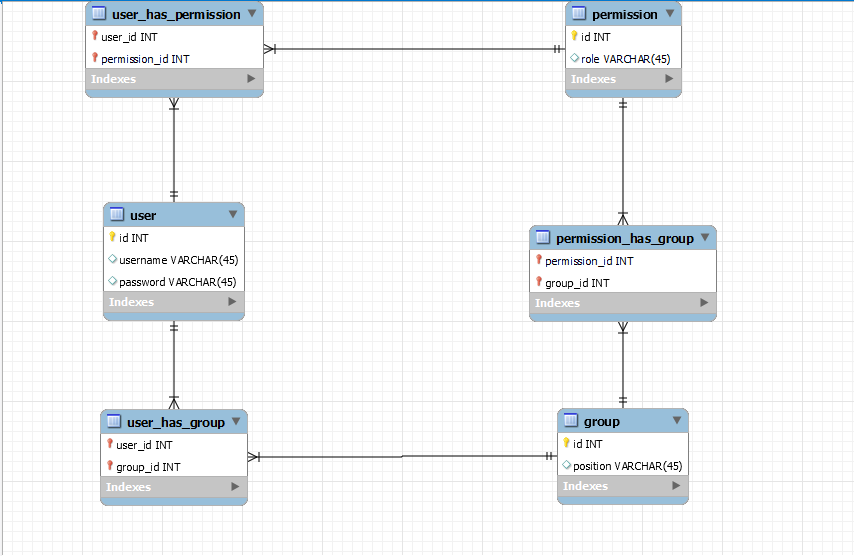 user_has_permission
user_id INT
permission_id INT
Indexes
permission
id INT
role VARCHAR(45)
Indexes
user
id INT
username VARCHAR(45)
password VARCHAR(45)
Indexes
permission_has_group
permission_id INT
group_id INT
Indexes
user_has_group
user_id INT
group_id INT
Indexes
group
id INT
position VARCHAR(45)
Indexes